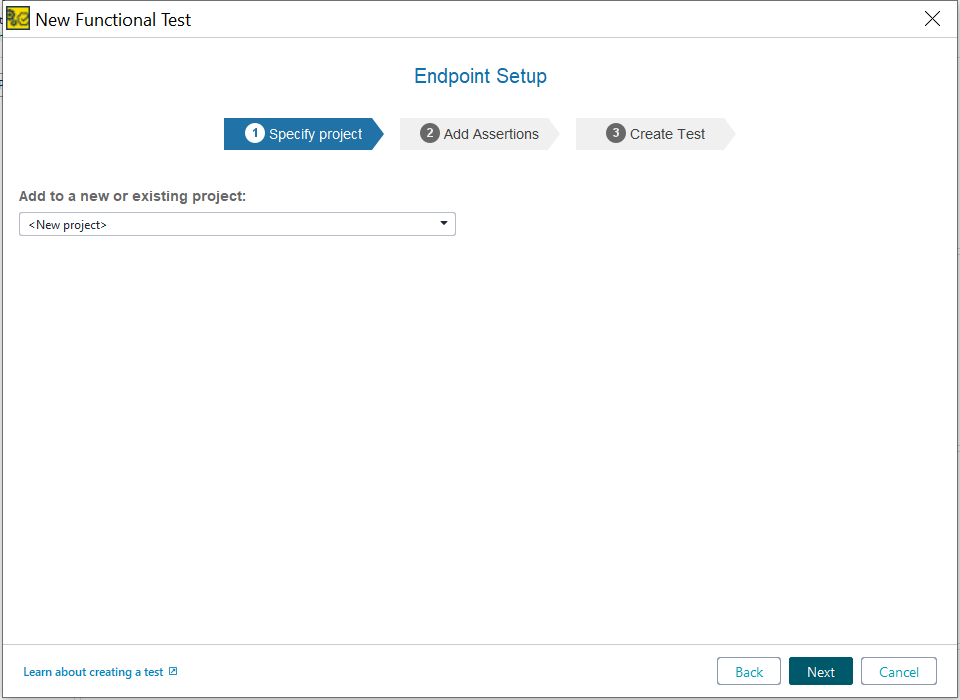 New Functional Test
Endpoint Setup
1 Specify project
2 Add Assertions
3 Create Test
Add to a new or existing project:
<New project>
Learn about creating a test
Back
Next
Cancel